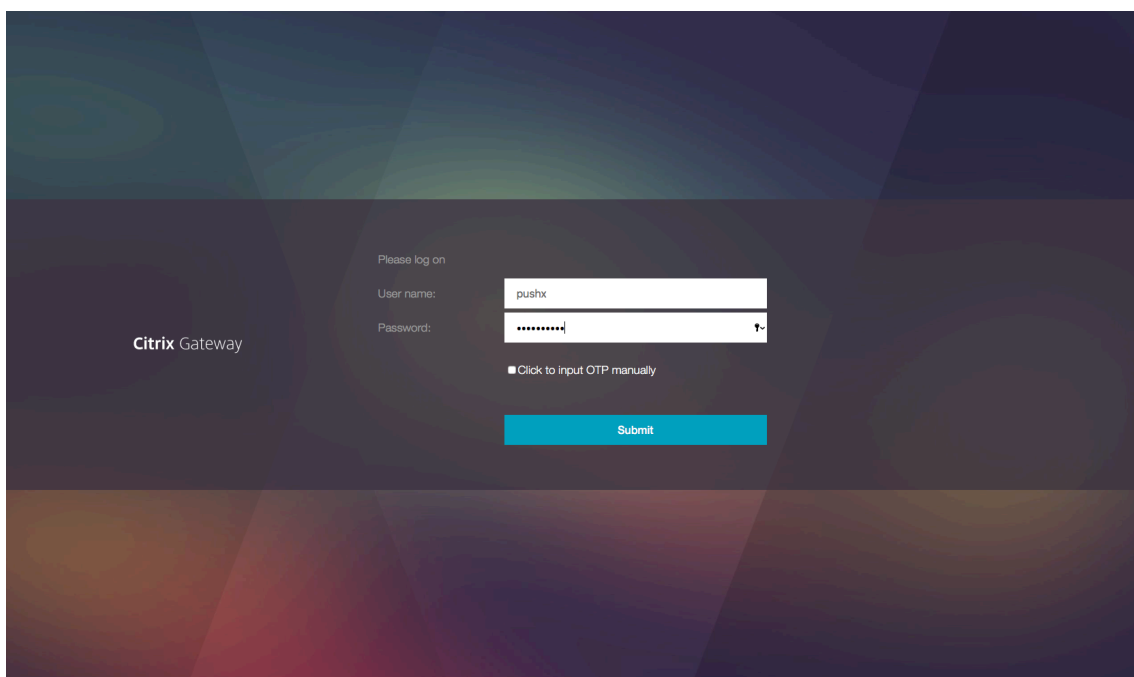 Please log on
User name:
pushx
Password:
••••••••••
Citrix Gateway
Click to input OTP manually
Submit